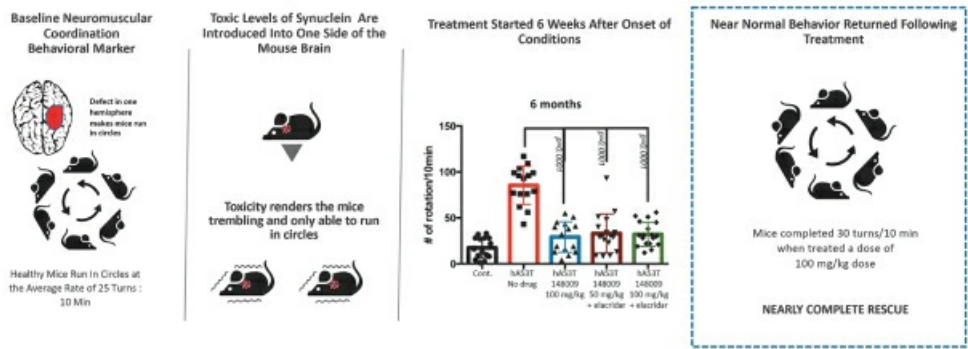 Baseline Neuromuscular
Coordination
Behavioral Marker
Defect in one
hemisphere
makes mice run
in circles
Healthy Mice Run In Circles at
the Average Rate of 25 Turns :
10 Min
Toxic Levels of Synuclein Are
Introduced Into One Side of the
Mouse Brain
Toxicity renders the mice
trembling and only able to run
in circles
Treatment Started 6 Weeks After Onset of
Conditions
6 months
# of rotation/10min
150
100
50
0
Cont.
hA53T
No drug
hA53T
148009
100 mg/kg
hA53T
148009
50 mg/kg
+ elacridar
hA53T
148009
100 mg/kg
+ elacridar
Near Normal Behavior Returned Following
Treatment
Mice completed 30 turns/10 min
when treated a dose of
100 mg/kg dose
NEARLY COMPLETE RESCUE